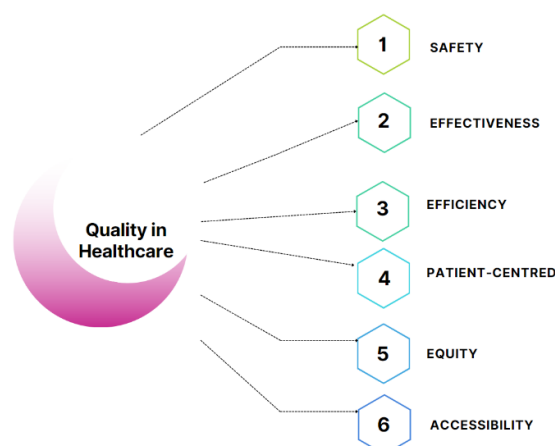 Quality in
Healthcare
1
SAFETY
2
EFFECTIVENESS
3
EFFICIENCY
4
PATIENT-CENTRED
5
EQUITY
6
ACCESSIBILITY